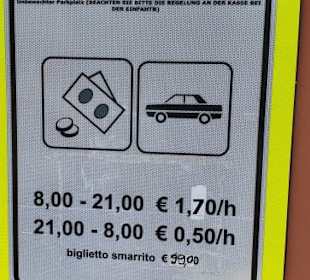 Unbewachter Parkplatz (BEACHTEN SIE BITTE DIE REGELUNG AN DER KASSE BEI
DER EINFAHRT)
8,00 - 21,00 € 1,70/h
21,00 - 8,00 € 0,50/h
biglietto smarrito € 39,00